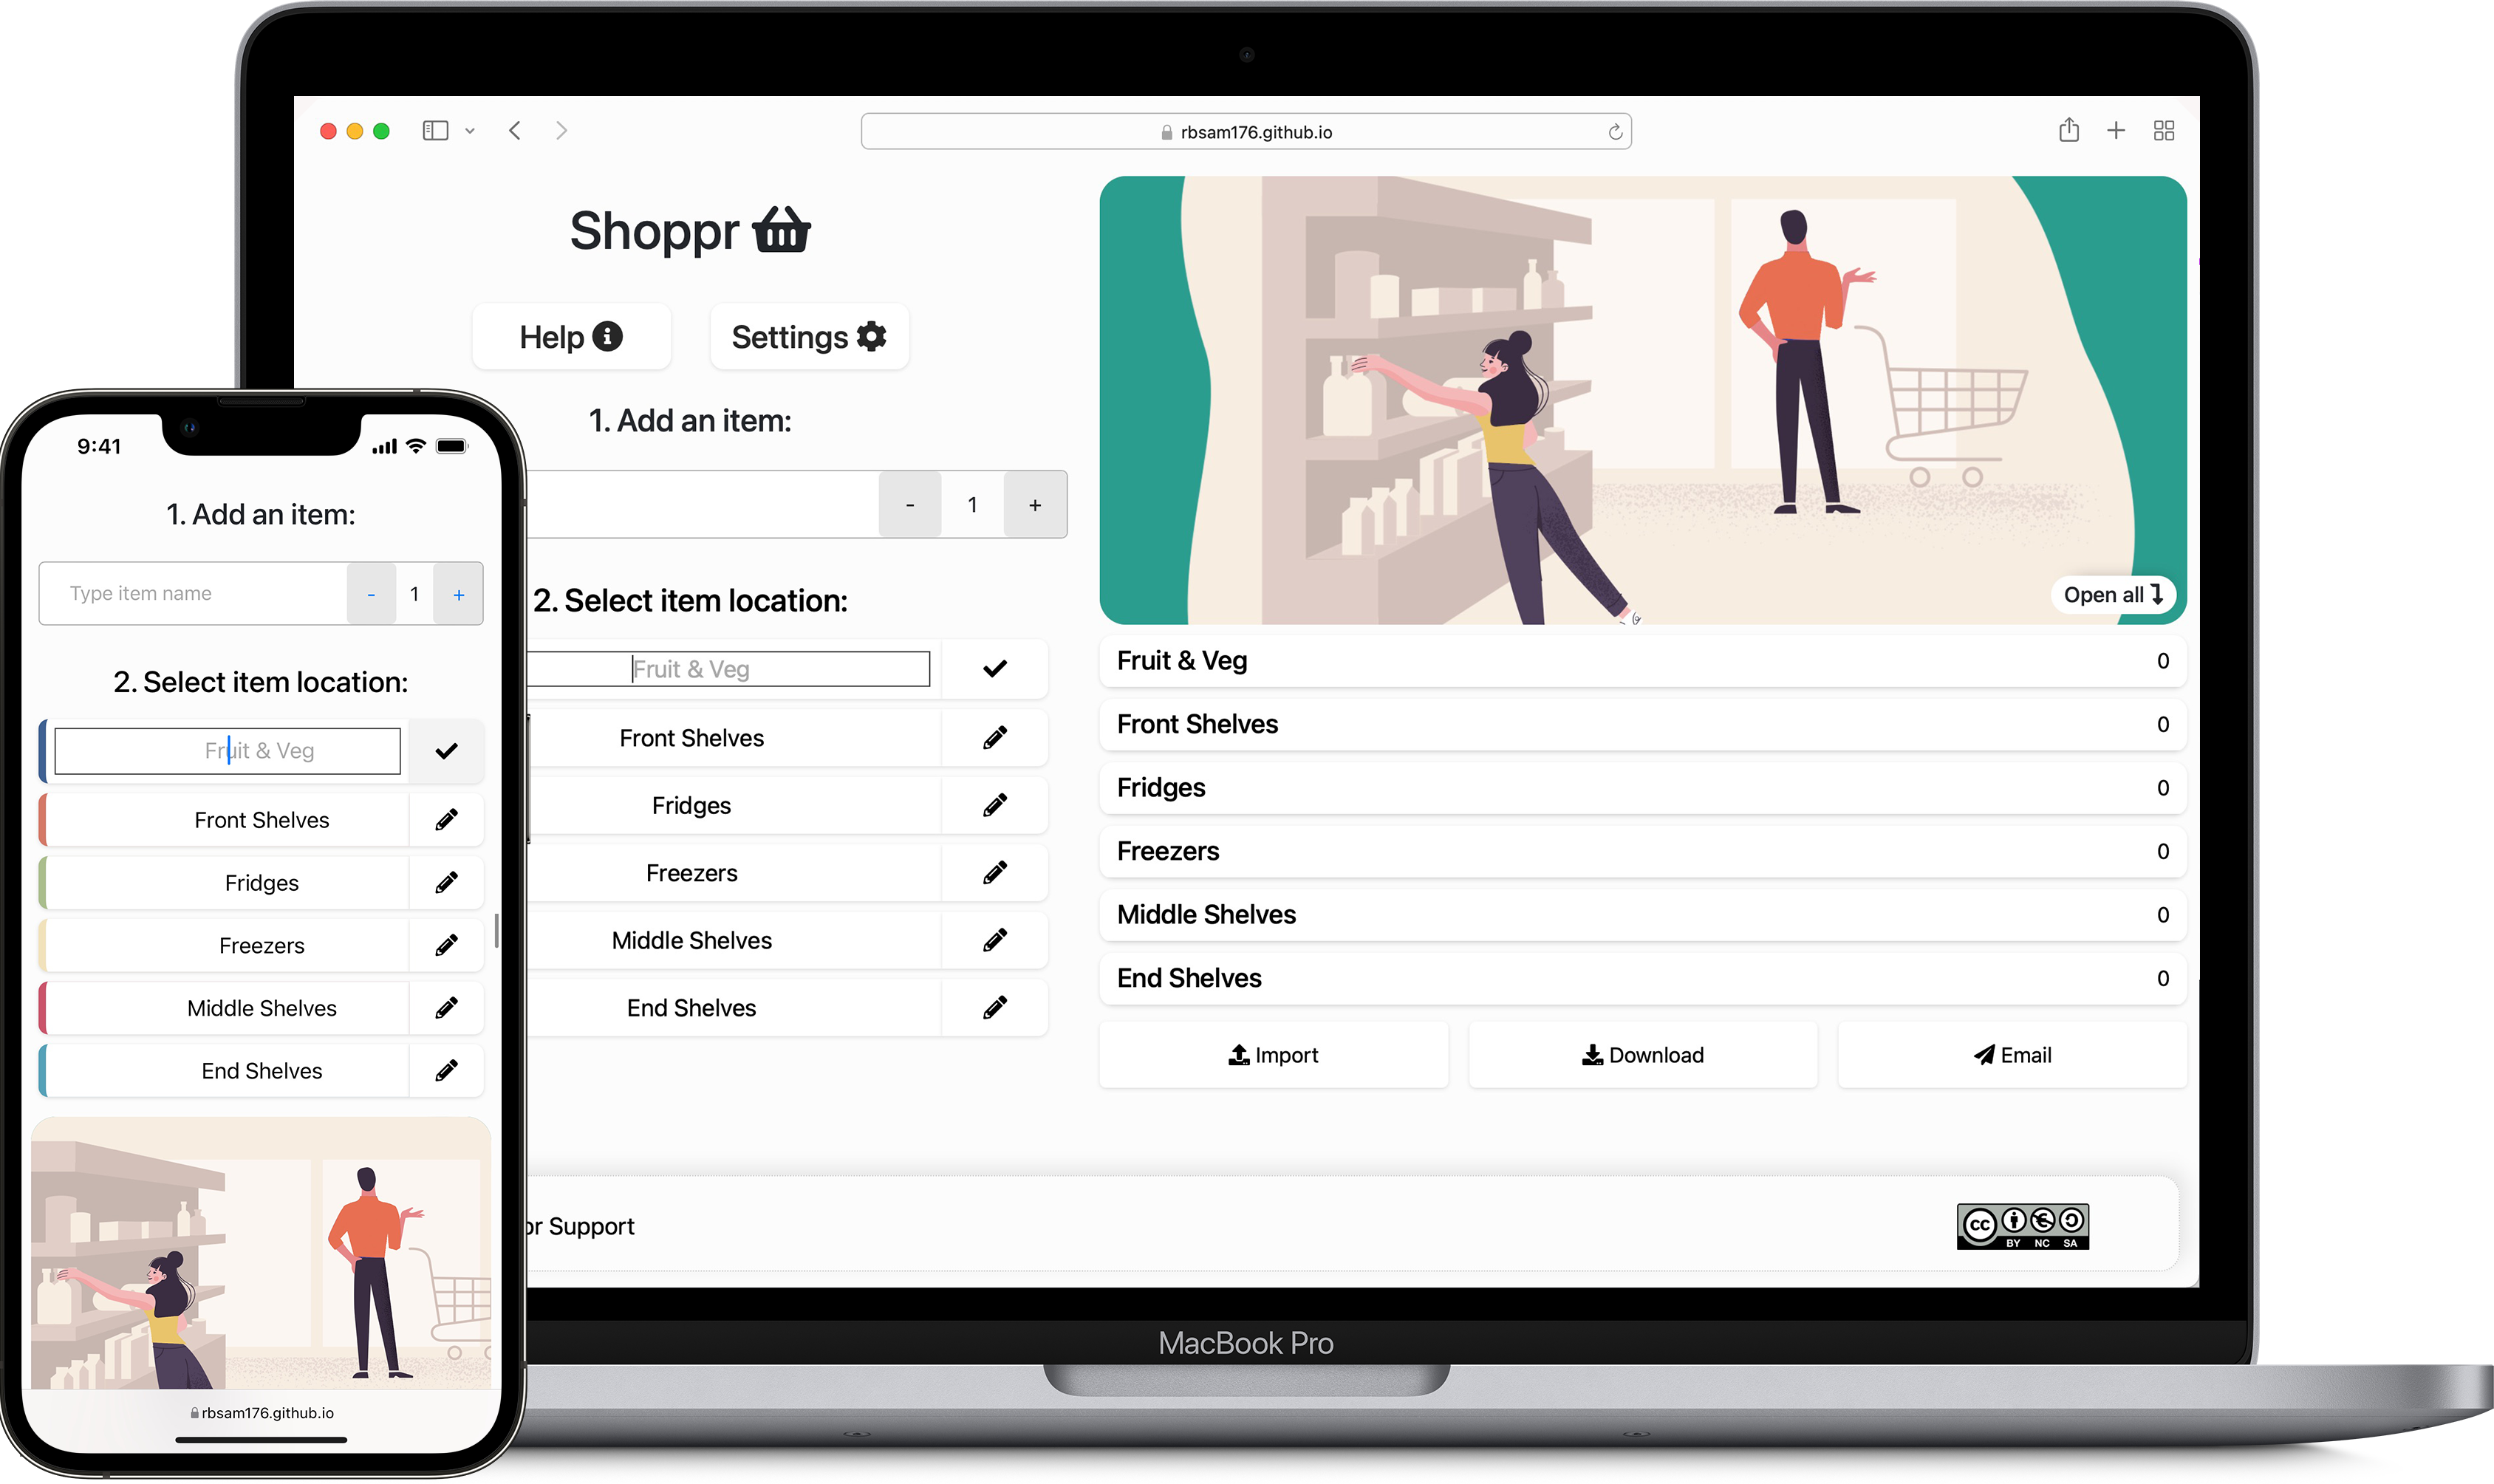 rbsam176.github.io
Shoppr
Help
Settings
1. Add an item:
- 1 +
2. Select item location:
Fruit & Veg
Front Shelves
Fridges
Freezers
Middle Shelves
End Shelves
Open all
Fruit & Veg 0
Front Shelves 0
Fridges 0
Freezers 0
Middle Shelves 0
End Shelves 0
Import
Download
Email
Support
cc
BY NC SA
MacBook Pro
9:41
1. Add an item:
Type item name - 1 +
2. Select item location:
Fruit & Veg
Front Shelves
Fridges
Freezers
Middle Shelves
End Shelves
rbsam176.github.io